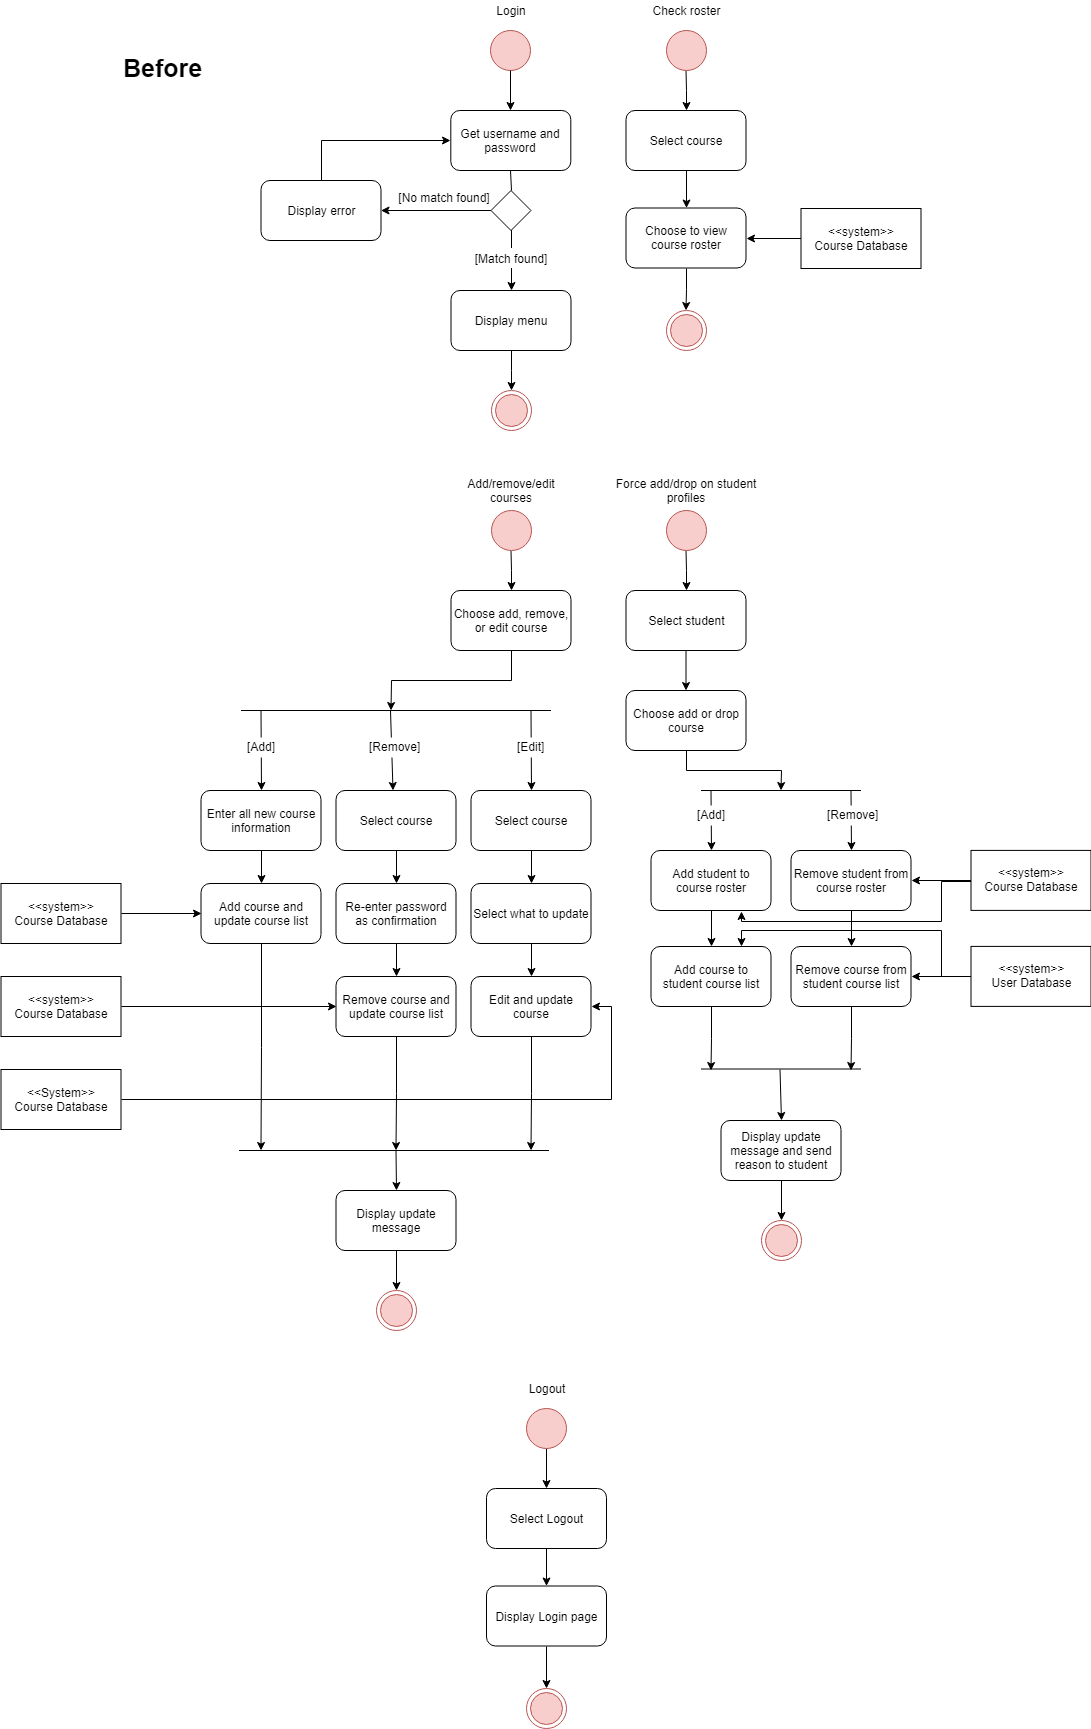 Login
Check roster
Before
Get username and
password
Select course
[No match found]
Display error
Choose to view
course roster
<<system>>
Course Database
[Match found]
Display menu
Add/remove/edit
courses
Force add/drop on student
profiles
Choose add, remove,
or edit course
Select student
Choose add or drop
course
[Add]
[Remove]
[Edit]
Enter all new course
information
Select course
Select course
[Add]
[Remove]
Add student to
course roster
Remove student from
course roster
<<system>>
Course Database
<<system>>
Course Database
Add course and
update course list
Re-enter password
as confirmation
Select what to update
Add course to
student course list
Remove course from
student course list
<<system>>
User Database
<<system>>
Course Database
Remove course and
update course list
Edit and update
course
<<System>>
Course Database
Display update
message and send
reason to student
Display update
message
Logout
Select Logout
Display Login page